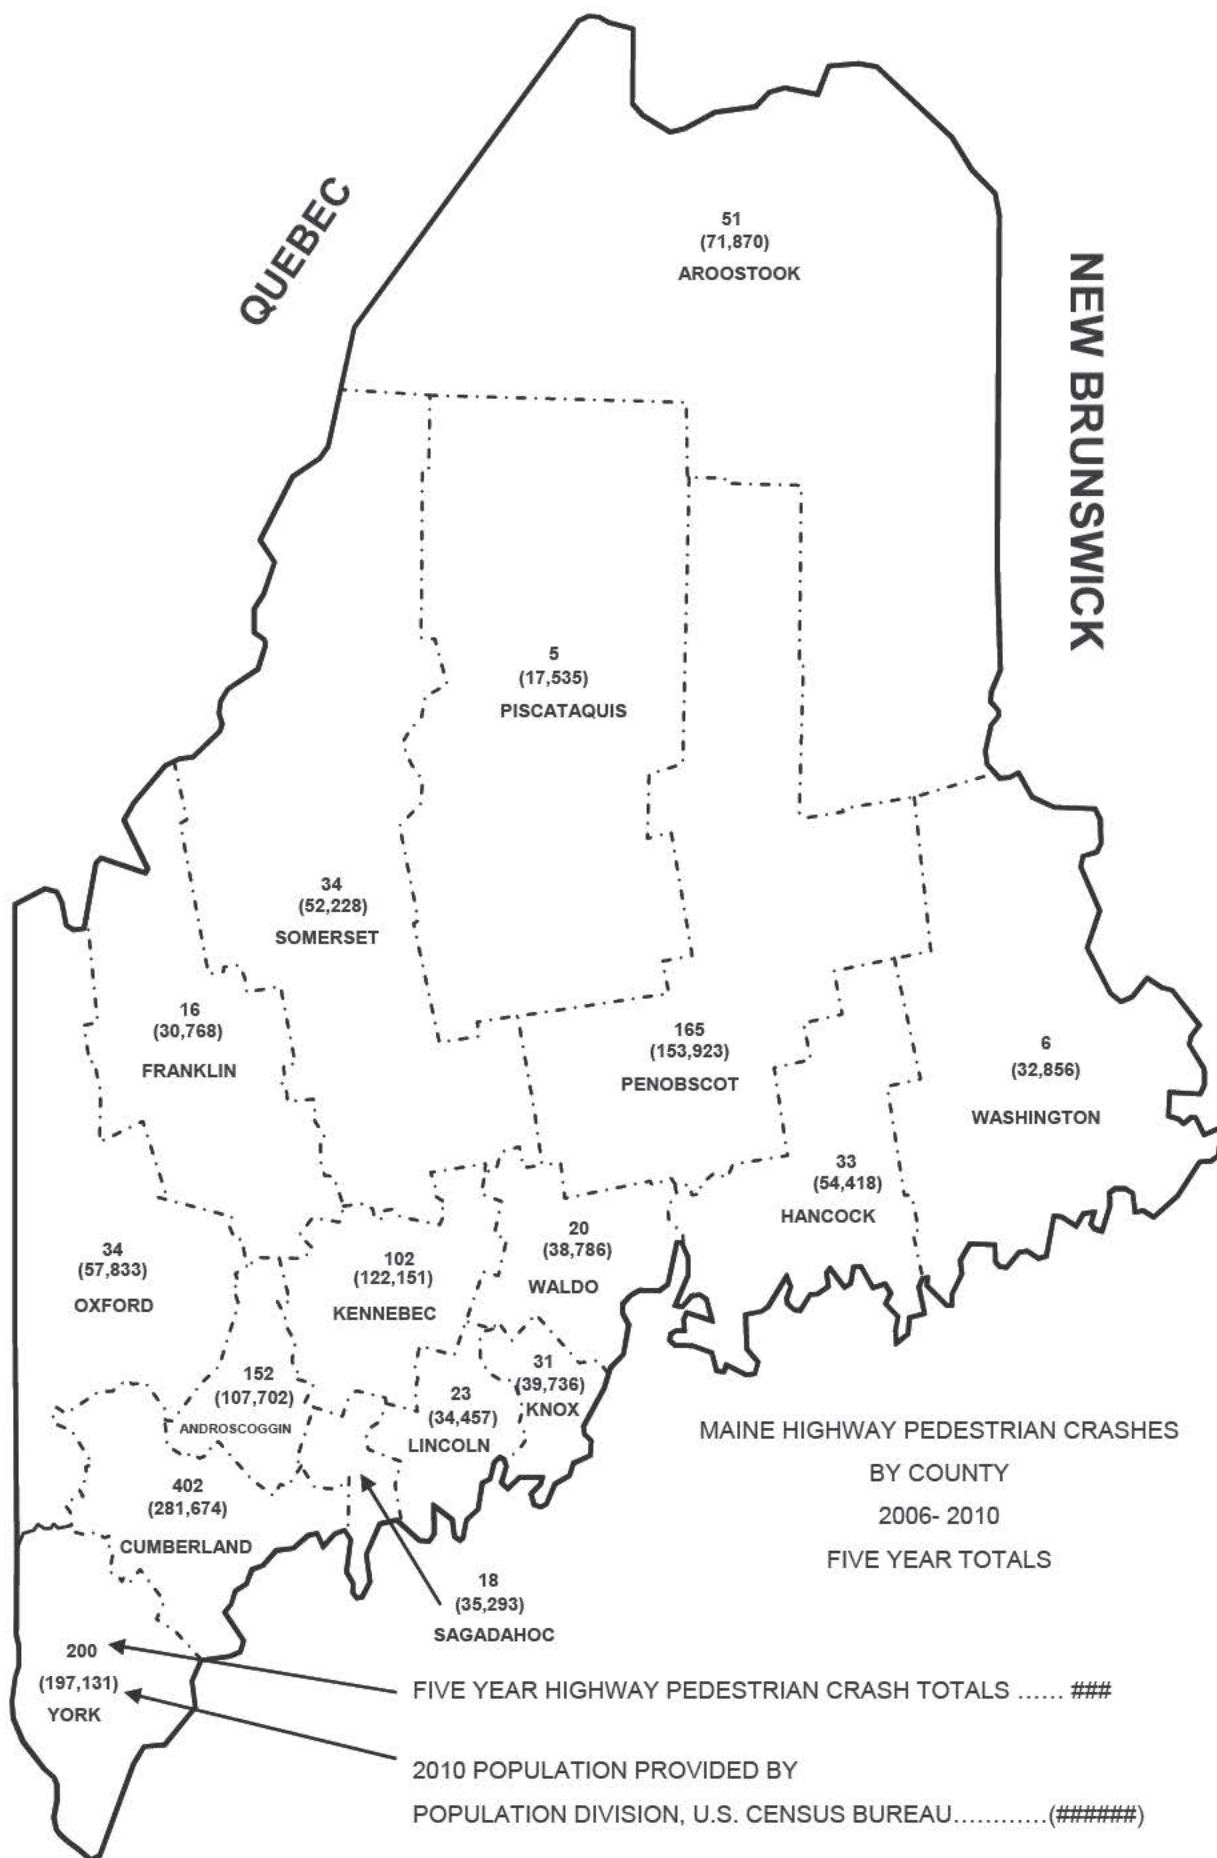 QUEBEC
51
(71,870)
AROOSTOOK
NEW BRUNSWICK
5
(17,535)
PISCATAQUIS
34
(52,228)
SOMERSET
16
(30,768)
FRANKLIN
165
(153,923)
PENOBSCOT
6
(32,856)
WASHINGTON
33
(54,418)
HANCOCK
20
(38,786)
WALDO
34
(57,833)
OXFORD
102
(122,151)
KENNEBEC
31
(39,736)
KNOX
152
(107,702)
ANDROSCOGGIN
23
(34,457)
LINCOLN
402
(281,674)
CUMBERLAND
18
(35,293)
SAGADAHOC
200
(197,131)
YORK
MAINE HIGHWAY PEDESTRIAN CRASHES
BY COUNTY
2006- 2010
FIVE YEAR TOTALS
FIVE YEAR HIGHWAY PEDESTRIAN CRASH TOTALS ...... ###
2010 POPULATION PROVIDED BY
POPULATION DIVISION, U.S. CENSUS BUREAU............(######)